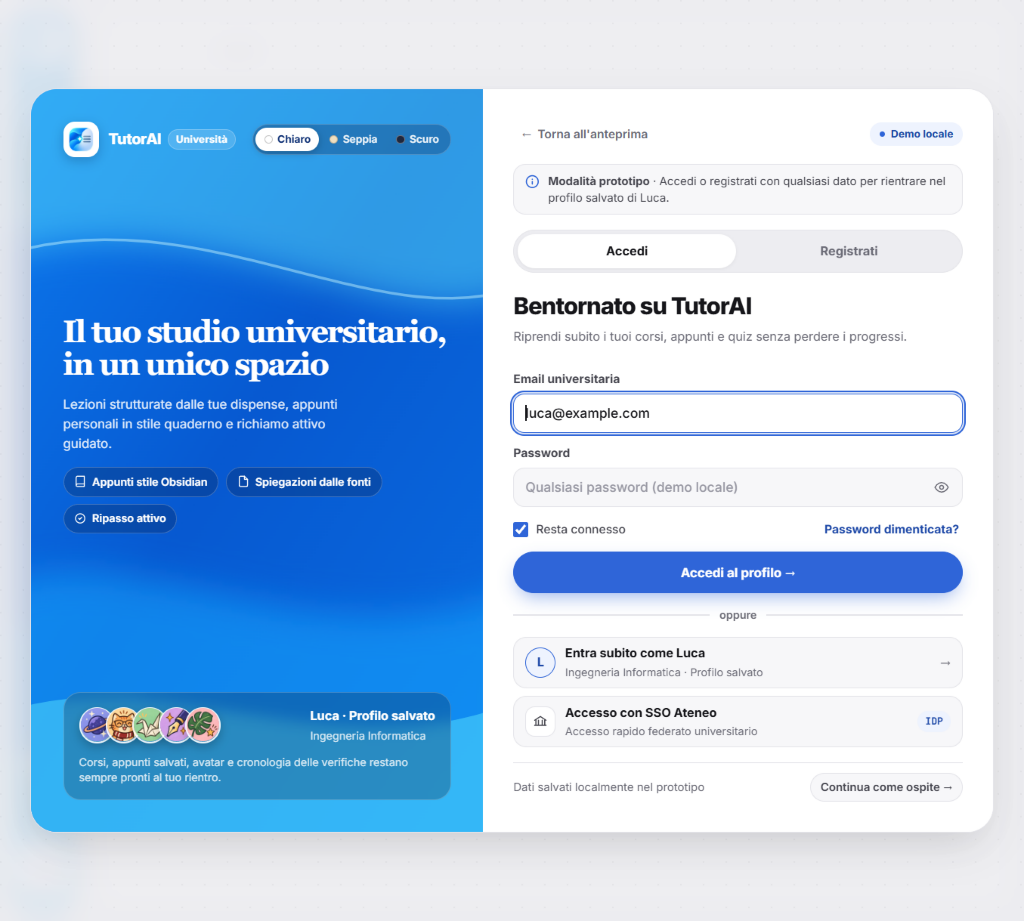 TutorAI Università Chiaro Seppia Scuro
Il tuo studio universitario,
in un unico spazio
Lezioni strutturate dalle tue dispense, appunti
personali in stile quaderno e richiamo attivo
guidato.
Appunti stile Obsidian Spiegazioni dalle fonti
Ripasso attivo
Luca · Profilo salvato
Ingegneria Informatica
Corsi, appunti salvati, avatar e cronologia delle verifiche restano
sempre pronti al tuo rientro.
← Torna all'anteprima Demo locale
Modalità prototipo · Accedi o registrati con qualsiasi dato per rientrare nel
profilo salvato di Luca.
Accedi Registrati
Bentornato su TutorAI
Riprendi subito i tuoi corsi, appunti e quiz senza perdere i progressi.
Email universitaria
luca@example.com
Password
Qualsiasi password (demo locale)
Resta connesso Password dimenticata?
Accedi al profilo →
oppure
L Entra subito come Luca →
Ingegneria Informatica · Profilo salvato
Accesso con SSO Ateneo IDP
Accesso rapido federato universitario
Dati salvati localmente nel prototipo Continua come ospite →